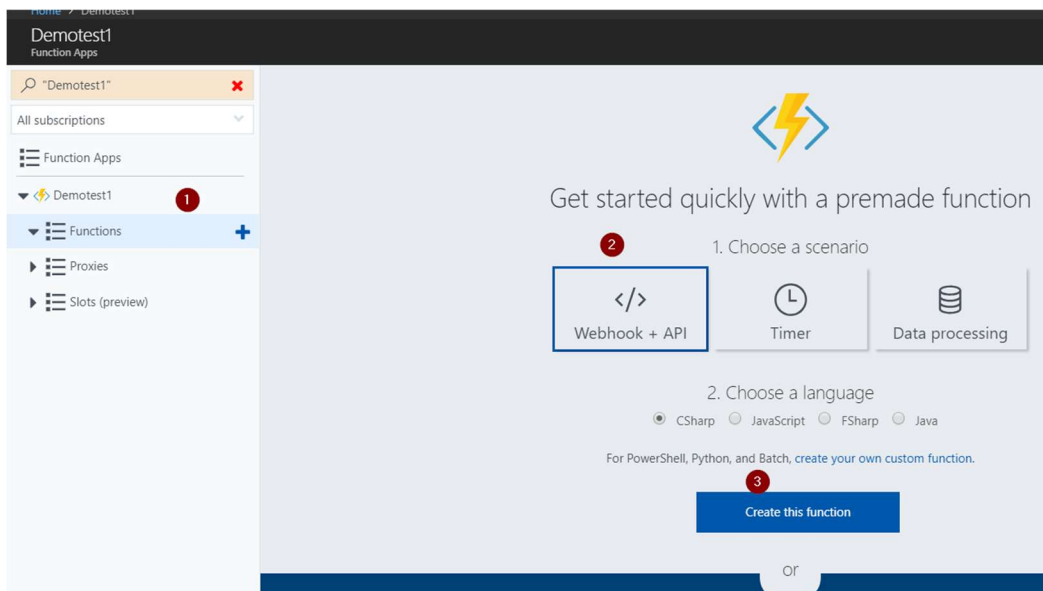 Home > Demotest1
Demotest1
Function Apps
"Demotest1"
All subscriptions
Function Apps
Demotest1
1
Functions
Proxies
Slots (preview)
Get started quickly with a premade function
2
1. Choose a scenario
</>
Webhook + API
Timer
Data processing
2. Choose a language
CSharp JavaScript FSharp Java
For PowerShell, Python, and Batch, create your own custom function.
3
Create this function
or